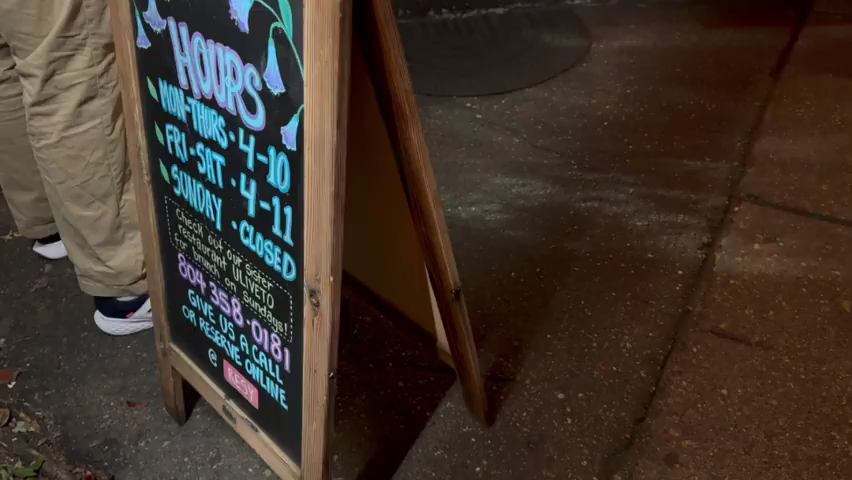 HOURS
MON-THURS · 4-10
FRI-SAT · 4-11
SUNDAY · CLOSED
Check out our sister
restaurant ULIVETO
for brunch on Sundays!
804·358·0181
GIVE US A CALL
OR RESERVE ONLINE
@ RESY